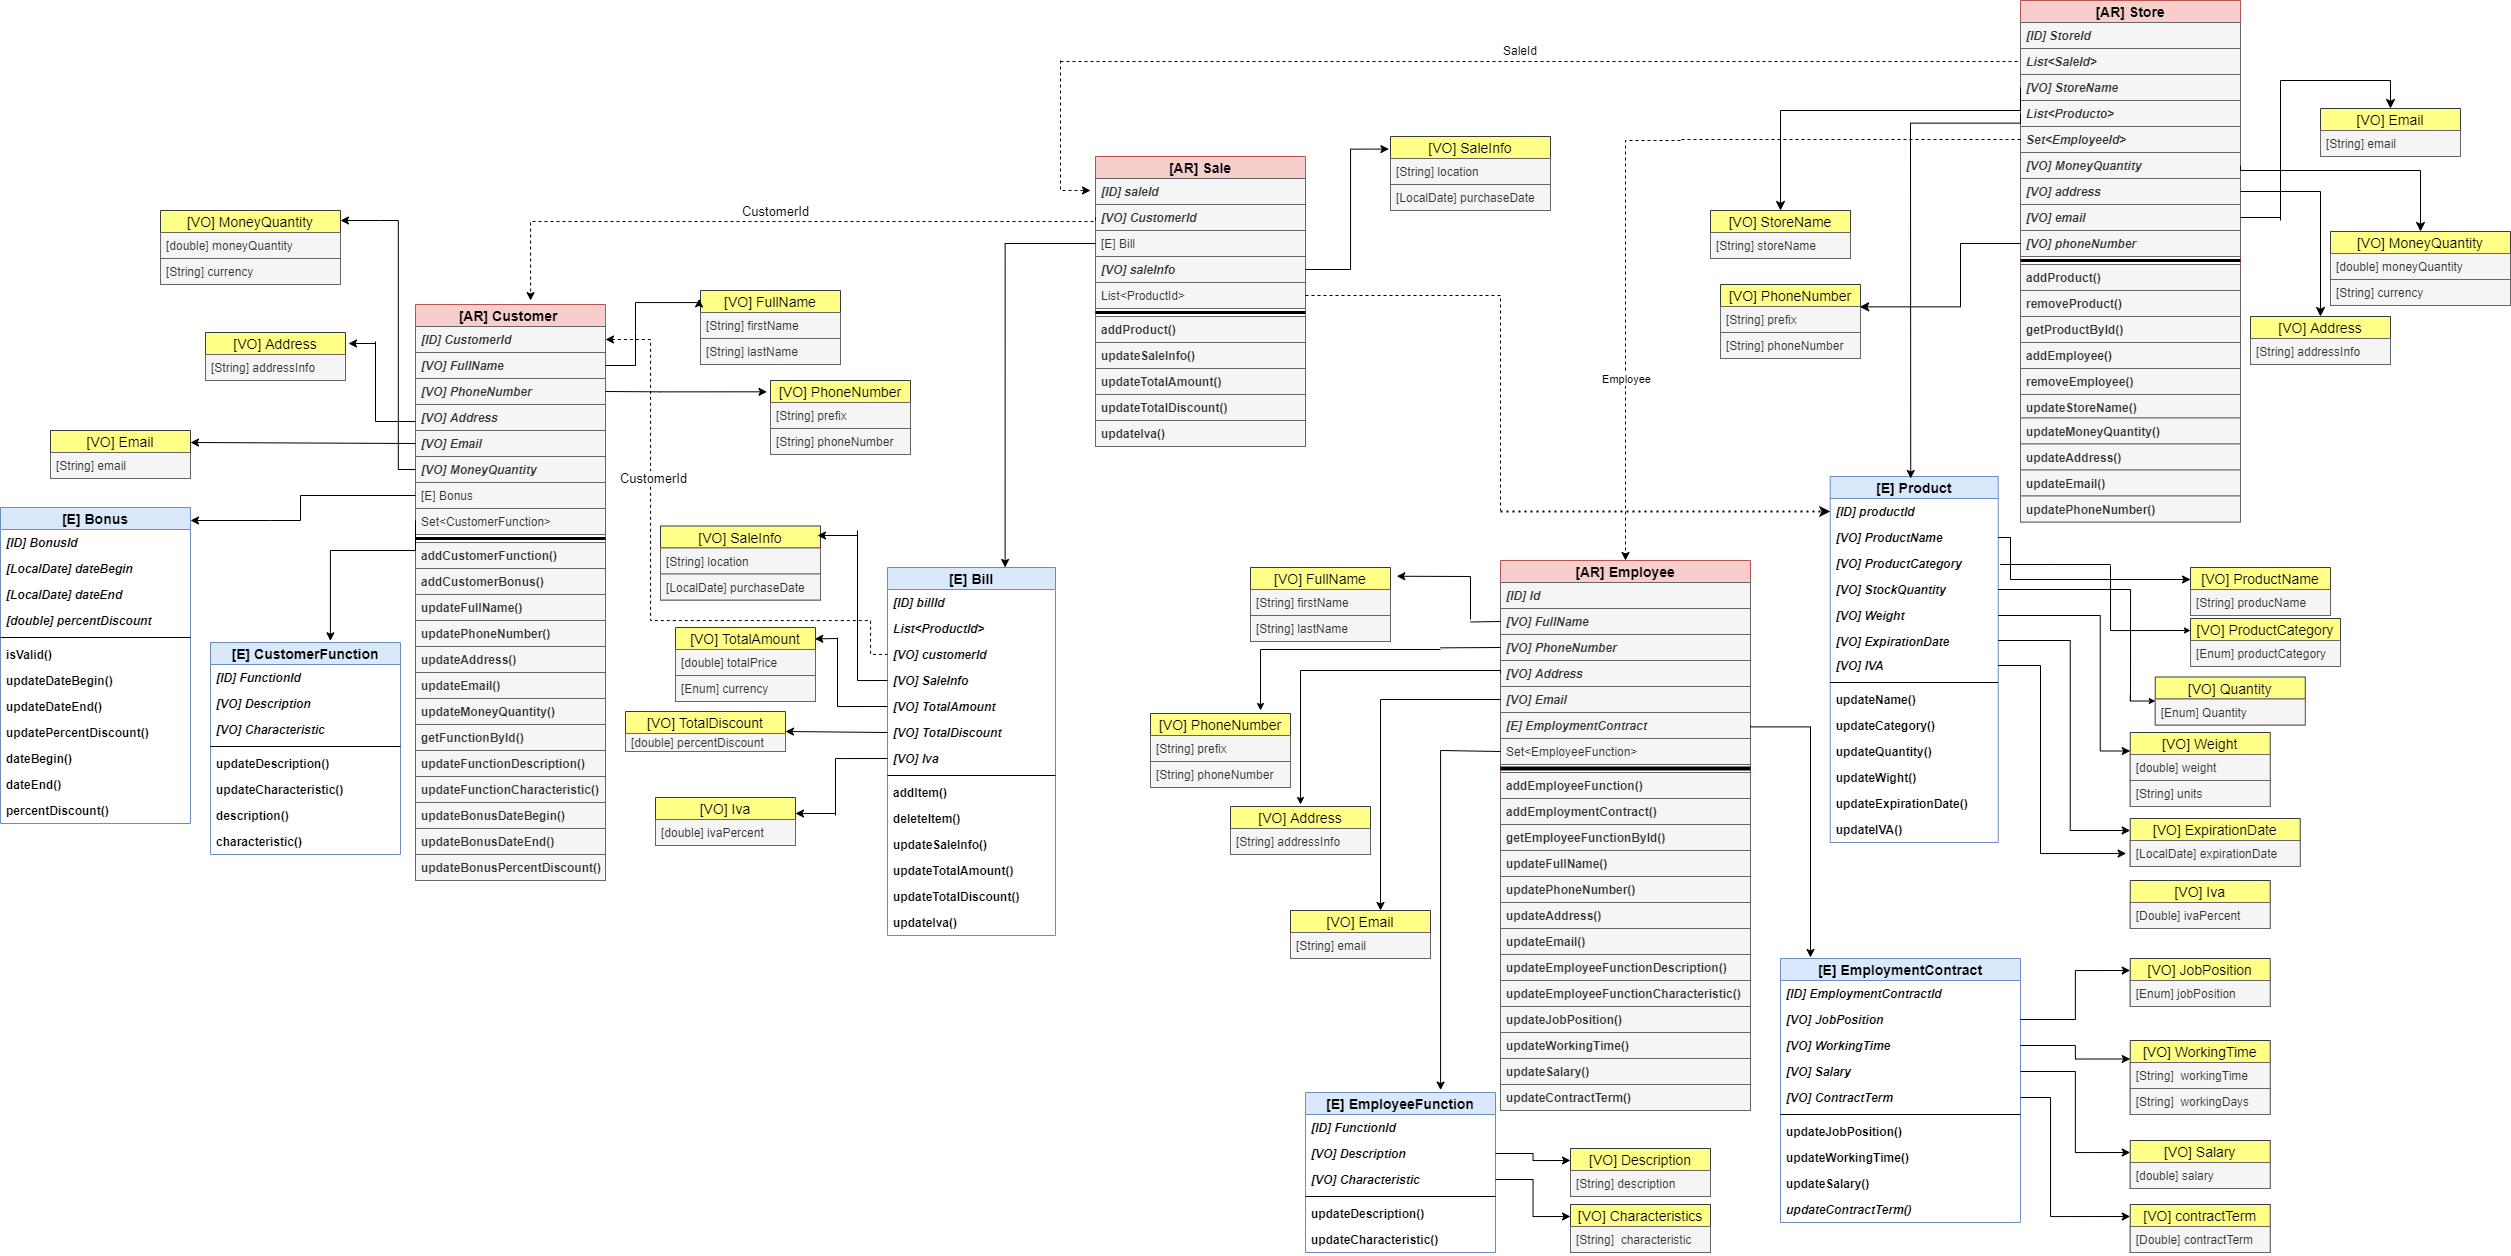 [AR] Store
[ID] StoreId
List<SaleId>
[VO] StoreName
List<Producto>
Set<EmployeeId>
[VO] MoneyQuantity
[VO] address
[VO] email
[VO] phoneNumber
addProduct()
removeProduct()
getProductById()
addEmployee()
removeEmployee()
updateStoreName()
updateMoneyQuantity()
updateAddress()
updateEmail()
updatePhoneNumber()
SaleId
[VO] Email
[String] email
[VO] MoneyQuantity
[double] moneyQuantity
[String] currency
[VO] Address
[String] addressInfo
[VO] StoreName
[String] storeName
[VO] PhoneNumber
[String] prefix
[String] phoneNumber
Employee
[AR] Sale
[ID] saleId
[VO] CustomerId
[E] Bill
[VO] saleInfo
List<ProductId>
addProduct()
updateSaleInfo()
updateTotalAmount()
updateTotalDiscount()
updateIva()
[VO] SaleInfo
[String] location
[LocalDate] purchaseDate
CustomerId
[VO] MoneyQuantity
[double] moneyQuantity
[String] currency
[VO] Address
[String] addressInfo
[VO] Email
[String] email
[AR] Customer
[ID] CustomerId
[VO] FullName
[VO] PhoneNumber
[VO] Address
[VO] Email
[VO] MoneyQuantity
[E] Bonus
Set<CustomerFunction>
addCustomerFunction()
addCustomerBonus()
updateFullName()
updatePhoneNumber()
updateAddress()
updateEmail()
updateMoneyQuantity()
getFunctionById()
updateFunctionDescription()
updateFunctionCharacteristic()
updateBonusDateBegin()
updateBonusDateEnd()
updateBonusPercentDiscount()
[VO] FullName
[String] firstName
[String] lastName
[VO] PhoneNumber
[String] prefix
[String] phoneNumber
CustomerId
[E] Bonus
[ID] BonusId
[LocalDate] dateBegin
[LocalDate] dateEnd
[double] percentDiscount
isValid()
updateDateBegin()
updateDateEnd()
updatePercentDiscount()
dateBegin()
dateEnd()
percentDiscount()
[E] CustomerFunction
[ID] FunctionId
[VO] Description
[VO] Characteristic
updateDescription()
updateCharacteristic()
description()
characteristic()
[VO] SaleInfo
[String] location
[LocalDate] purchaseDate
[VO] TotalAmount
[double] totalPrice
[Enum] currency
[VO] TotalDiscount
[double] percentDiscount
[VO] Iva
[double] ivaPercent
[E] Bill
[ID] billId
List<ProductId>
[VO] customerId
[VO] SaleInfo
[VO] TotalAmount
[VO] TotalDiscount
[VO] Iva
addItem()
deleteItem()
updateSaleInfo()
updateTotalAmount()
updateTotalDiscount()
updateIva()
[VO] FullName
[String] firstName
[String] lastName
[VO] PhoneNumber
[String] prefix
[String] phoneNumber
[VO] Address
[String] addressInfo
[VO] Email
[String] email
[AR] Employee
[ID] Id
[VO] FullName
[VO] PhoneNumber
[VO] Address
[VO] Email
[E] EmploymentContract
Set<EmployeeFunction>
addEmployeeFunction()
addEmploymentContract()
getEmployeeFunctionById()
updateFullName()
updatePhoneNumber()
updateAddress()
updateEmail()
updateEmployeeFunctionDescription()
updateEmployeeFunctionCharacteristic()
updateJobPosition()
updateWorkingTime()
updateSalary()
updateContractTerm()
[E] Product
[ID] productId
[VO] ProductName
[VO] ProductCategory
[VO] StockQuantity
[VO] Weight
[VO] ExpirationDate
[VO] IVA
updateName()
updateCategory()
updateQuantity()
updateWight()
updateExpirationDate()
updateIVA()
[VO] ProductName
[String] producName
[VO] ProductCategory
[Enum] productCategory
[VO] Quantity
[Enum] Quantity
[VO] Weight
[double] weight
[String] units
[VO] ExpirationDate
[LocalDate] expirationDate
[VO] Iva
[Double] ivaPercent
[E] EmploymentContract
[ID] EmploymentContractId
[VO] JobPosition
[VO] WorkingTime
[VO] Salary
[VO] ContractTerm
updateJobPosition()
updateWorkingTime()
updateSalary()
updateContractTerm()
[VO] JobPosition
[Enum] jobPosition
[VO] WorkingTime
[String] workingTime
[String] workingDays
[VO] Salary
[double] salary
[VO] contractTerm
[Double] contractTerm
[E] EmployeeFunction
[ID] FunctionId
[VO] Description
[VO] Characteristic
updateDescription()
updateCharacteristic()
[VO] Description
[String] description
[VO] Characteristics
[String] characteristic